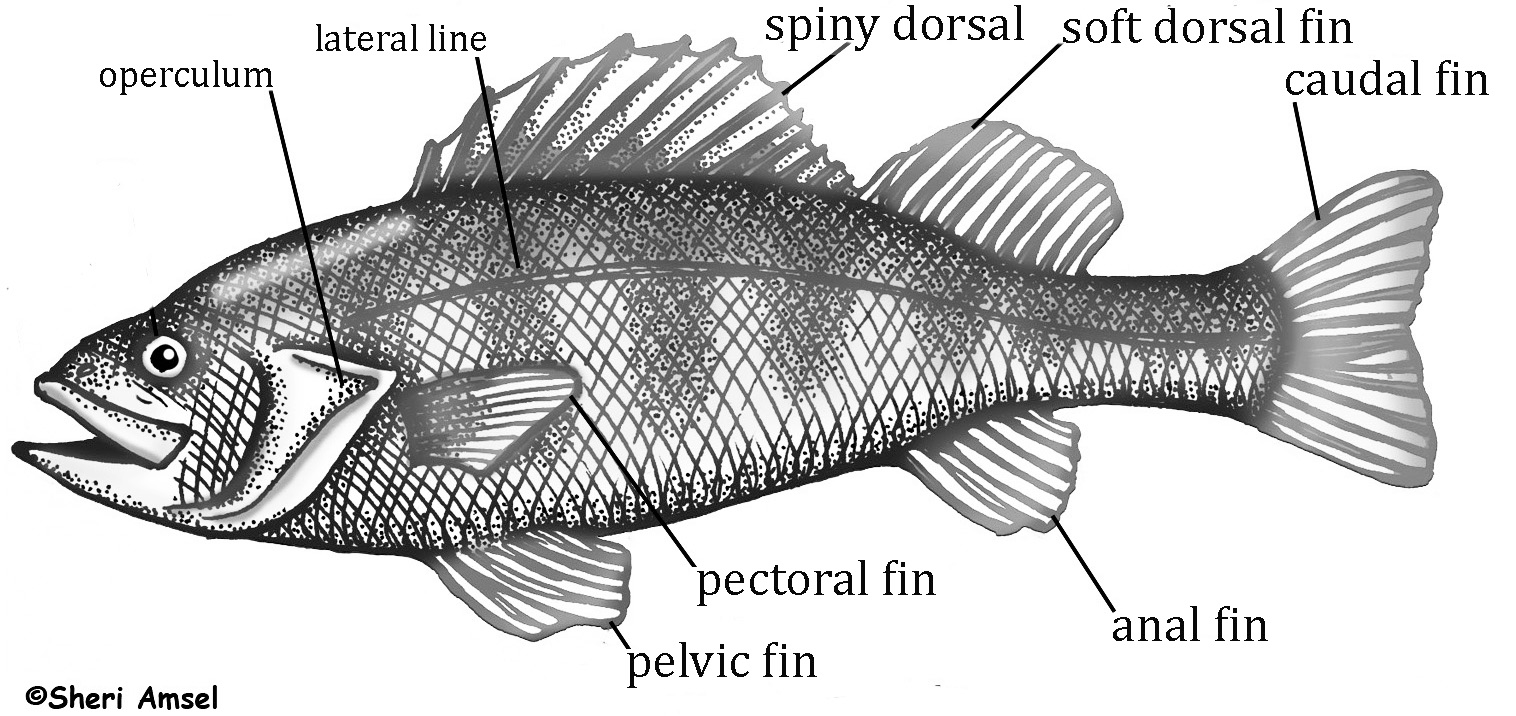 spiny dorsal
soft dorsal fin
lateral line
caudal fin
operculum
pectoral fin
anal fin
pelvic fin
©Sheri Amsel